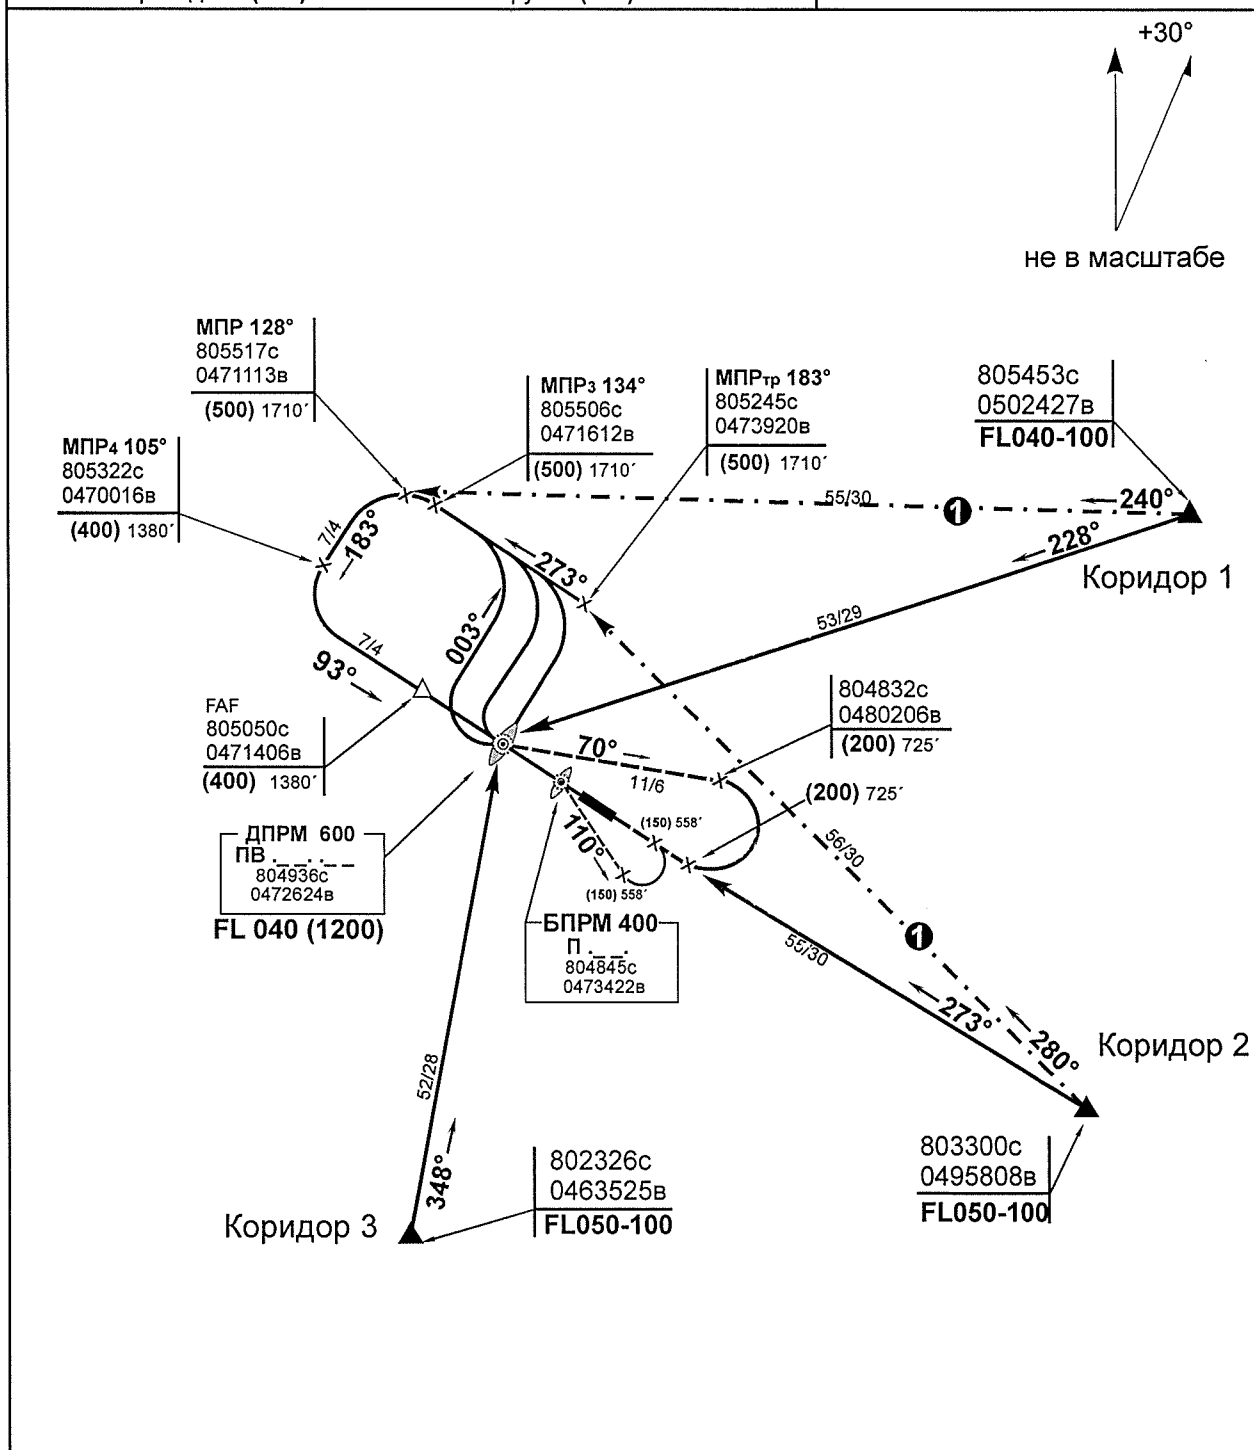 +30°
не в масштабе
МПР 128°
805517с
0471113в
(500) 1710´
МПР3 134°
805506с
0471612в
(500) 1710´
МПРтр 183°
805245с
0473920в
(500) 1710´
805453с
0502427в
FL040-100
МПР4 105°
805322с
0470016в
(400) 1380´
55/30
1
240°
228°
Коридор 1
7/4
183°
273°
53/29
003°
7/4
93°
FAF
805050с
0471406в
(400) 1380´
804832с
0480206в
(200) 725´
70°
11/6
(200) 725´
(150) 558´
110°
(150) 558´
56/30
ДПРМ 600
ПВ .__. .__
804936с
0472624в
FL 040 (1200)
БПРМ 400
П .__.
804845с
0473422в
1
55/30
273°
280°
Коридор 2
52/28
348°
Коридор 3
802326с
0463525в
FL050-100
803300с
0495808в
FL050-100